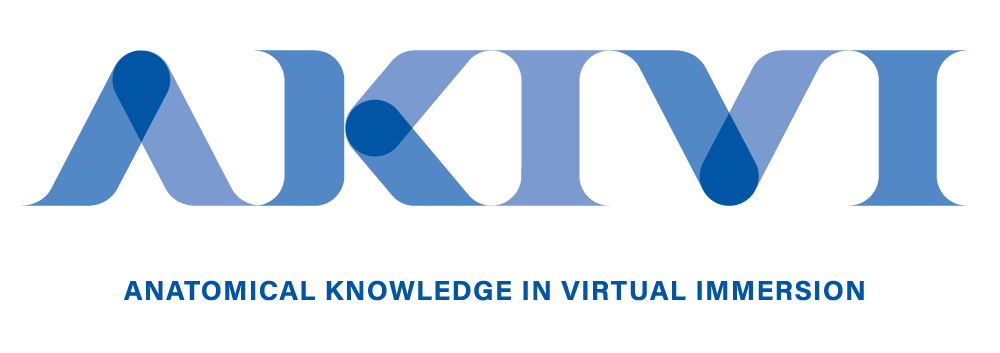 AKIVI
ANATOMICAL KNOWLEDGE IN VIRTUAL IMMERSION